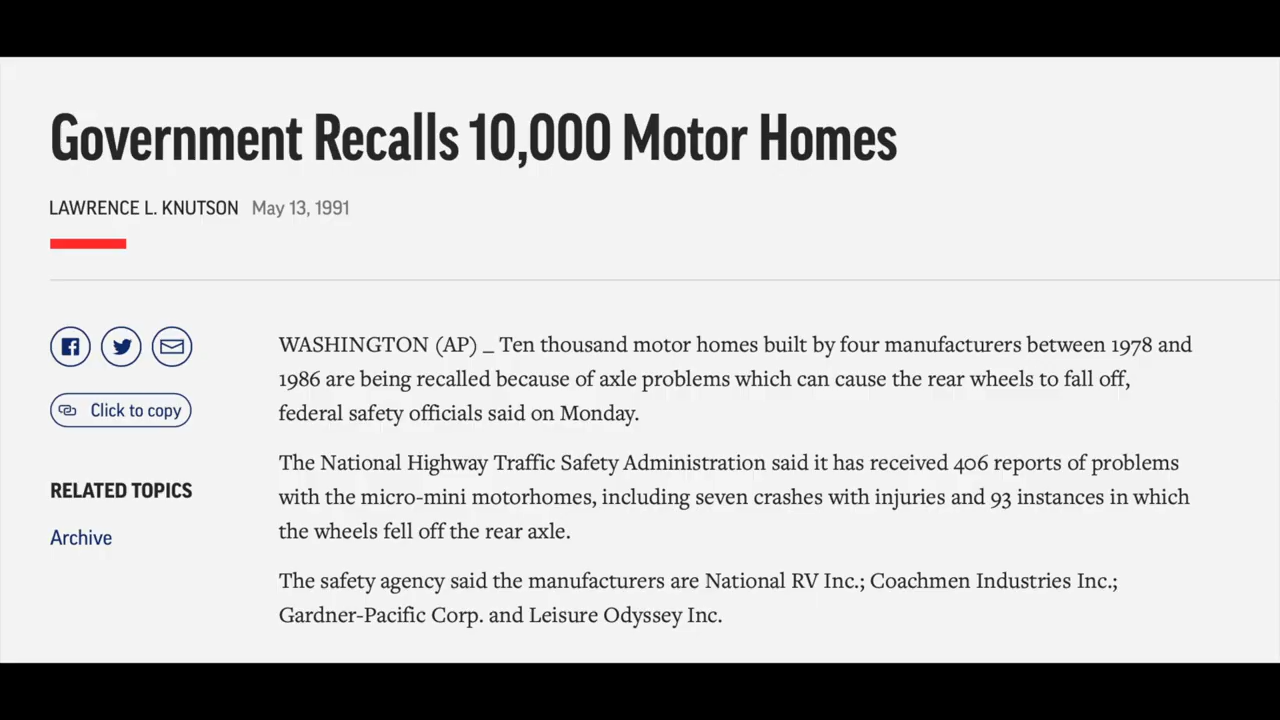 Government Recalls 10,000 Motor Homes
LAWRENCE L. KNUTSON May 13, 1991
Click to copy
RELATED TOPICS
Archive
WASHINGTON (AP) _ Ten thousand motor homes built by four manufacturers between 1978 and
1986 are being recalled because of axle problems which can cause the rear wheels to fall off,
federal safety officials said on Monday.
The National Highway Traffic Safety Administration said it has received 406 reports of problems
with the micro-mini motorhomes, including seven crashes with injuries and 93 instances in which
the wheels fell off the rear axle.
The safety agency said the manufacturers are National RV Inc.; Coachmen Industries Inc.;
Gardner-Pacific Corp. and Leisure Odyssey Inc.